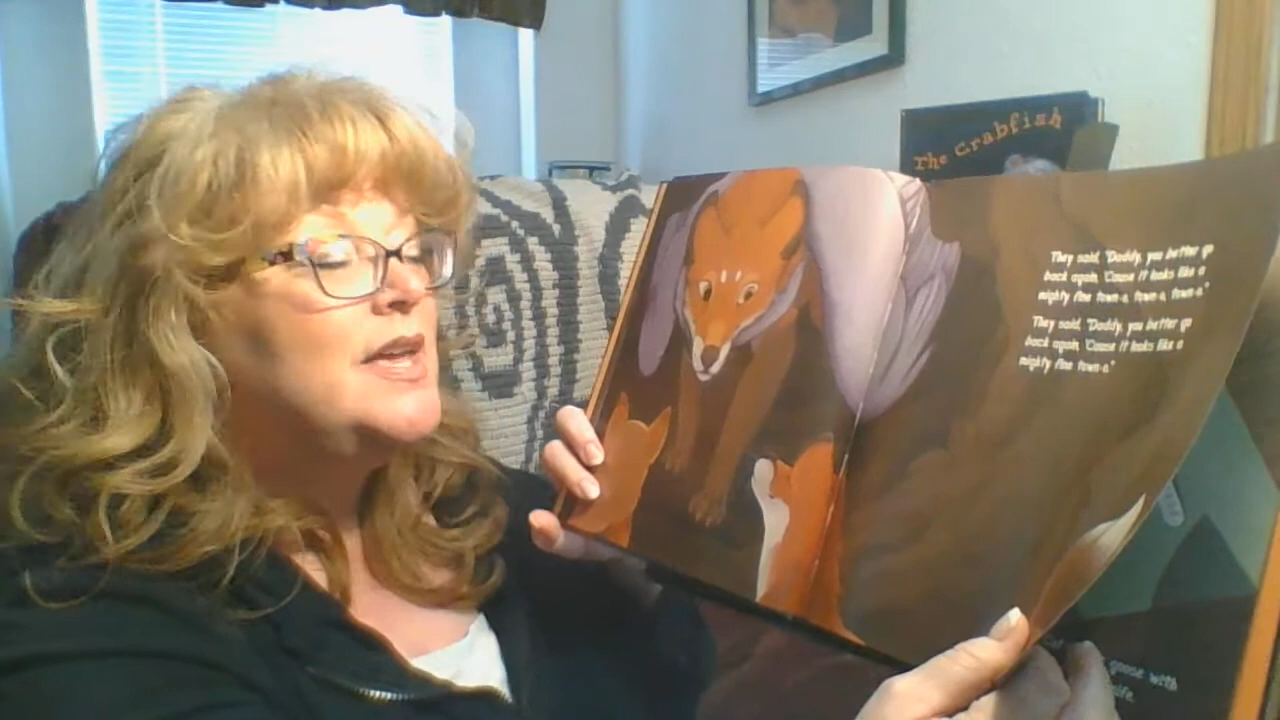 The Crabfish
They said, "Daddy, you better go
back again, 'Cause it looks like a
mighty fine town-o, town-o, town-o."
They said, "Daddy, you better go
back again, 'Cause it looks like a
mighty fine town-o."
goose with